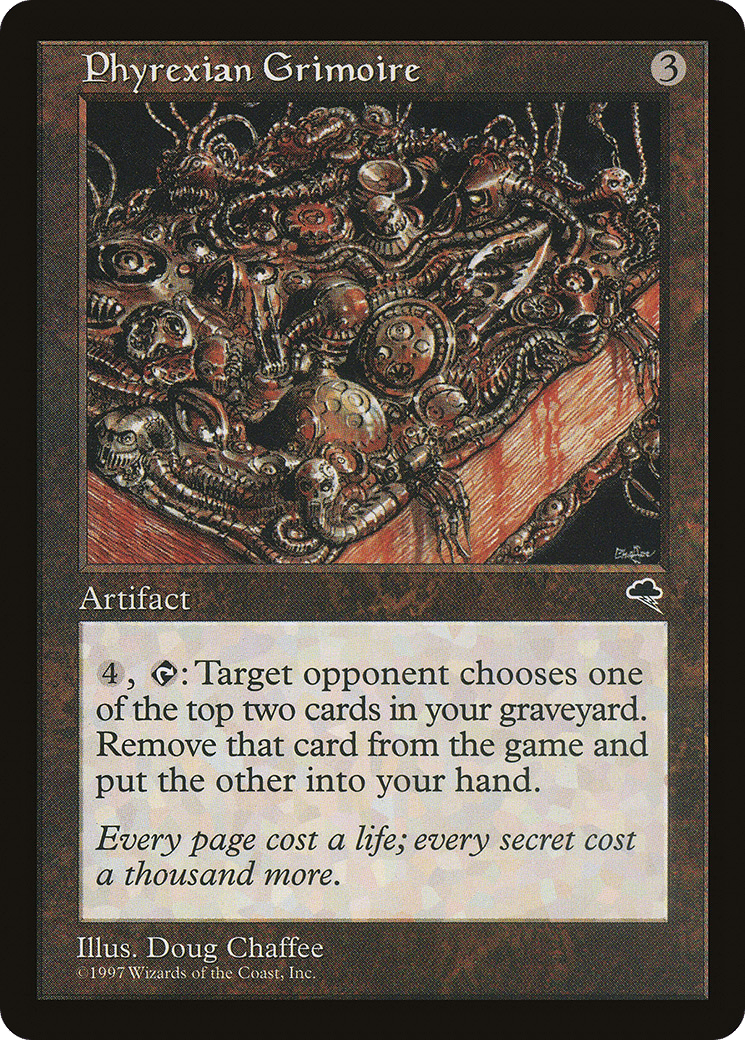 Phyrexian Grimoire 3
Artifact
4, : Target opponent chooses one
of the top two cards in your graveyard.
Remove that card from the game and
put the other into your hand.
Every page cost a life; every secret cost
a thousand more.
Illus. Doug Chaffee
©1997 Wizards of the Coast, Inc.